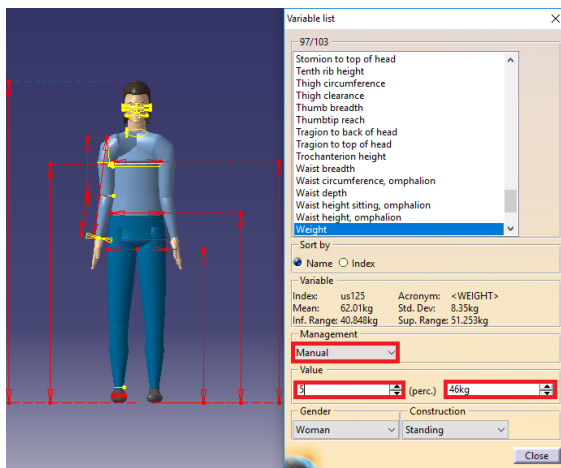 Variable list
97/103
Stomion to top of head
Tenth rib height
Thigh circumference
Thigh clearance
Thumb breadth
Thumbtip reach
Tragion to back of head
Tragion to top of head
Trochanterion height
Waist breadth
Waist circumference, omphalion
Waist depth
Waist height sitting, omphalion
Waist height, omphalion
Weight
Sort by
Name Index
Variable
Index: us125 Acronym: <WEIGHT>
Mean: 62.01kg Std. Dev: 8.35kg
Inf. Range: 40.848kg Sup. Range: 51.253kg
Management
Manual
Value
5 (perc.) 46kg
Gender Construction
Woman Standing
Close